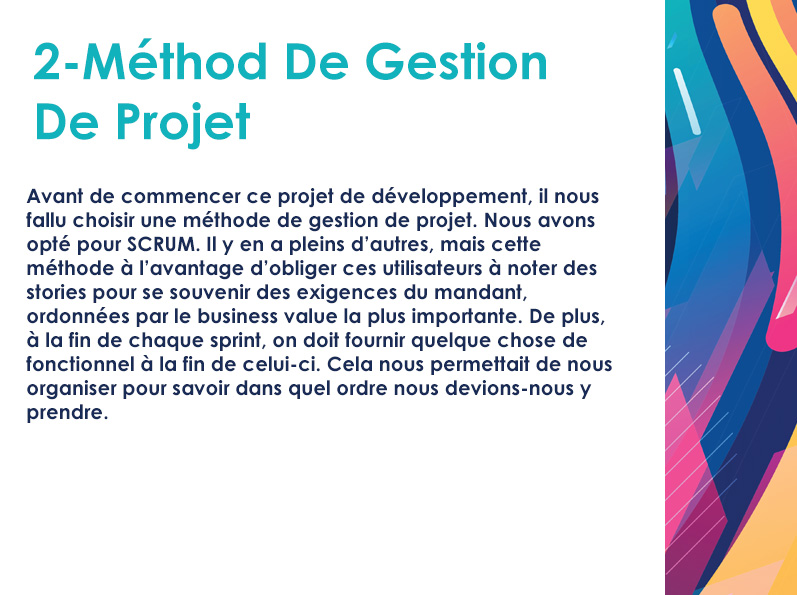 2-Méthod De Gestion
De Projet
Avant de commencer ce projet de développement, il nous
fallu choisir une méthode de gestion de projet. Nous avons
opté pour SCRUM. Il y en a pleins d’autres, mais cette
méthode à l’avantage d’obliger ces utilisateurs à noter des
stories pour se souvenir des exigences du mandant,
ordonnées par le business value la plus importante. De plus,
à la fin de chaque sprint, on doit fournir quelque chose de
fonctionnel à la fin de celui-ci. Cela nous permettait de nous
organiser pour savoir dans quel ordre nous devions-nous y
prendre.